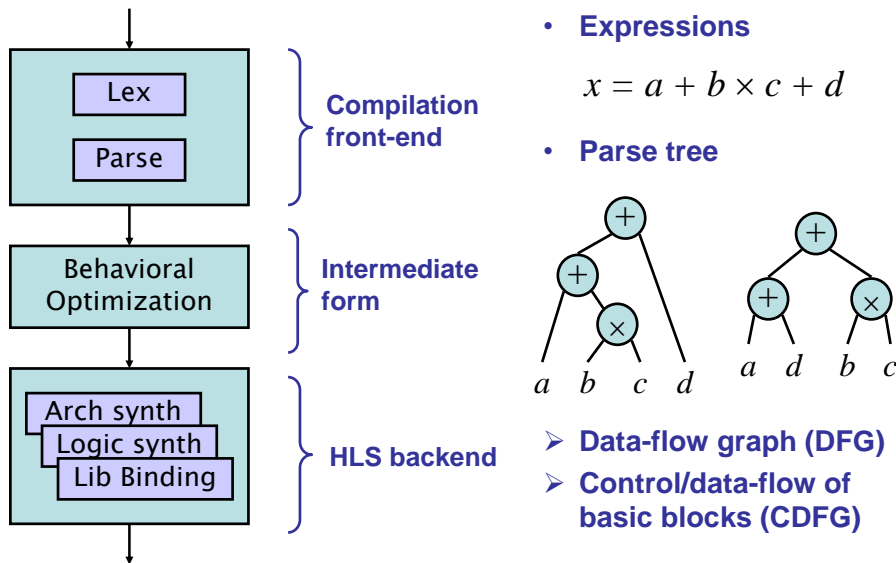 Lex
Parse
Compilation
front-end
Behavioral
Optimization
Intermediate
form
Arch synth
Logic synth
Lib Binding
HLS backend
• Expressions
x = a + b × c + d
• Parse tree
+
+
×
a b c d
+
+ ×
a d b c
➢ Data-flow graph (DFG)
➢ Control/data-flow of
basic blocks (CDFG)